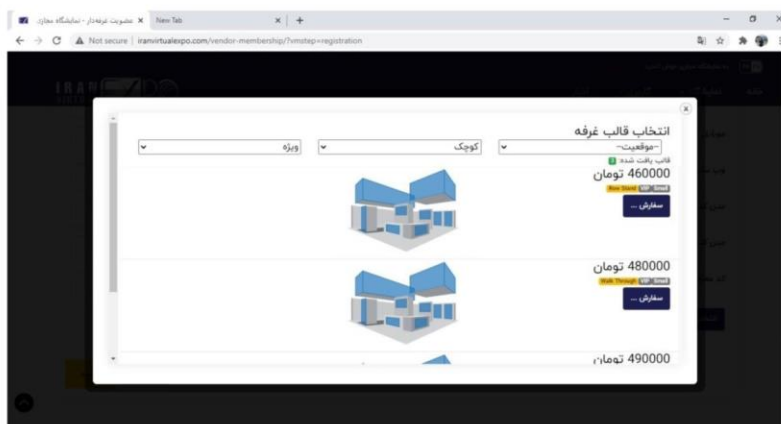 عضویت غرفه‌دار – نمایشگاه مجازی
New Tab
Not secure | iranvirtualexpo.com/vendor-membership/?vmstep=registration
IRAN
انتخاب قالب غرفه
--موقعیت--
کوچک
ویژه
قالب یافت شده:
460000 تومان
Row Stand VIP Small
سفارش ...
480000 تومان
Walk Through VIP Small
سفارش ...
490000 تومان